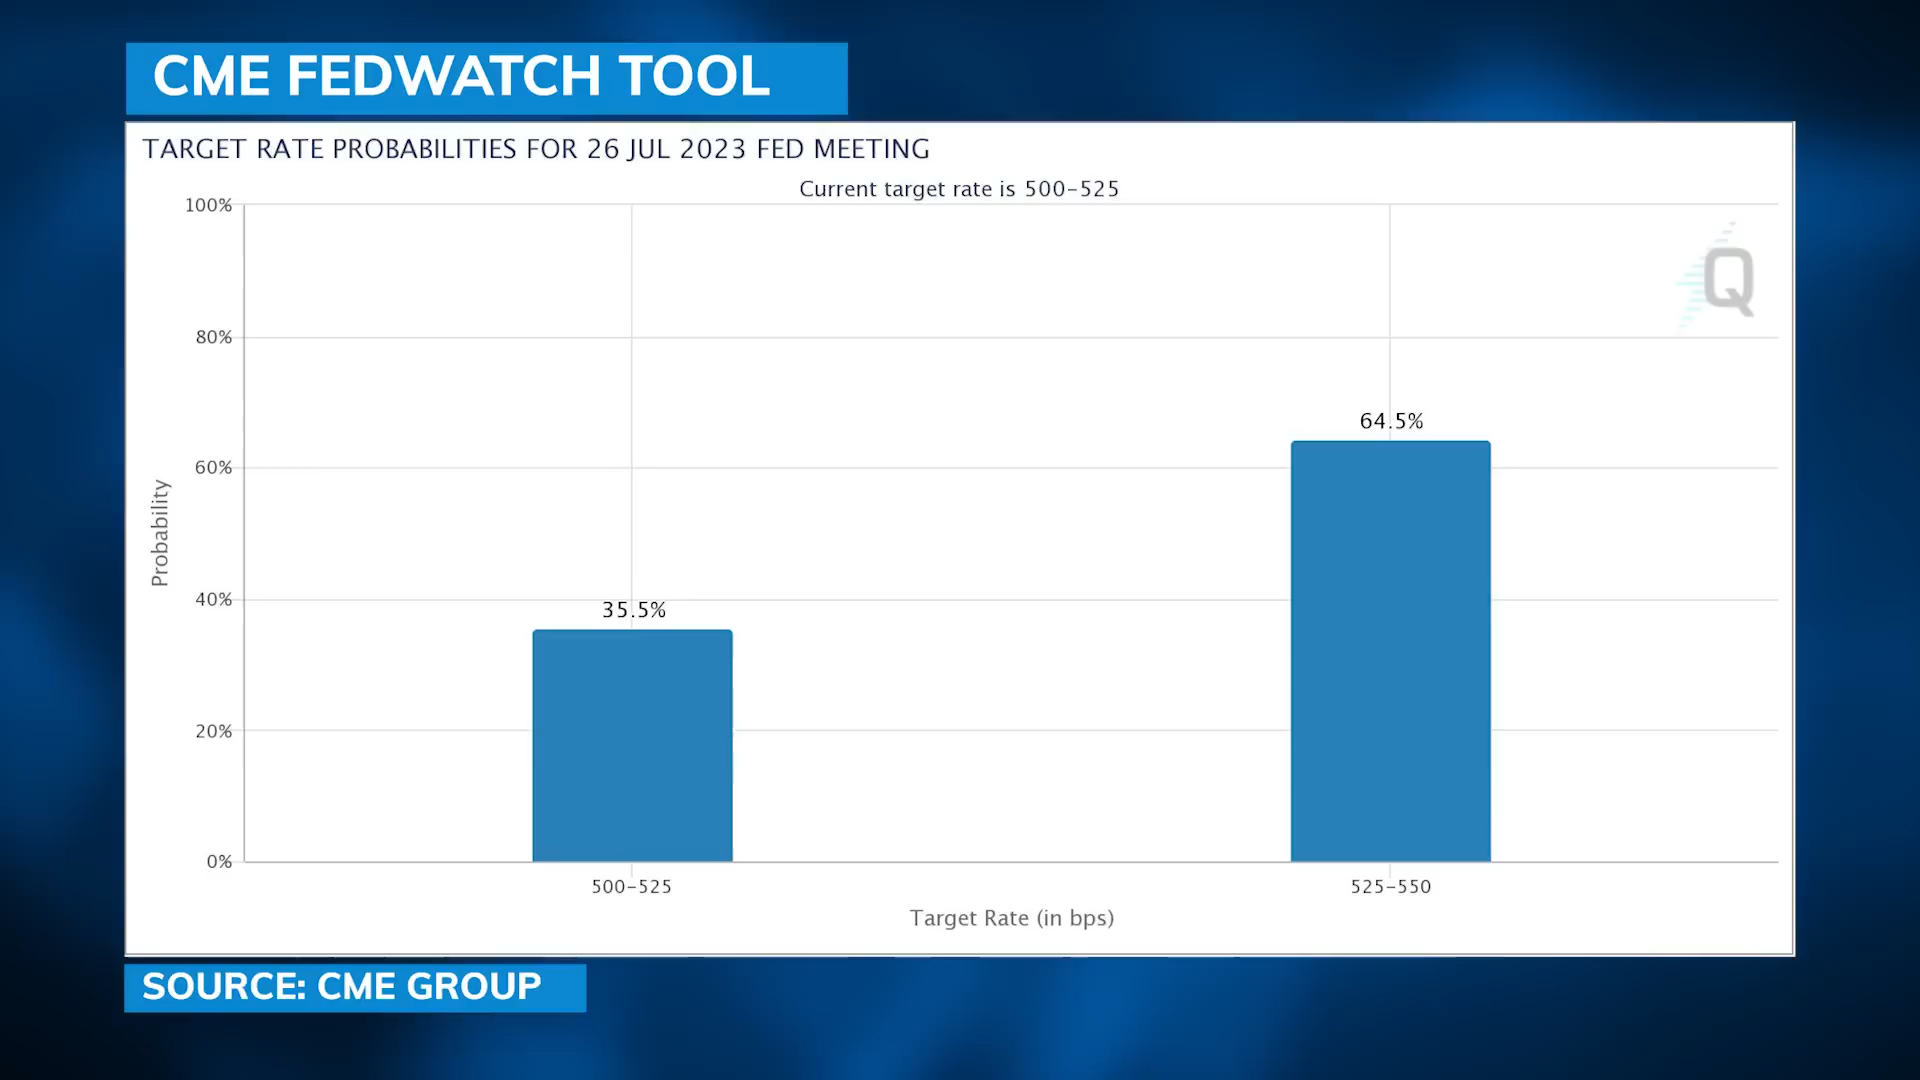 CME FEDWATCH TOOL
TARGET RATE PROBABILITIES FOR 26 JUL 2023 FED MEETING
Current target rate is 500–525
100%
80%
60%
40%
20%
0%
Probability
Q
35.5%
64.5%
500–525
525–550
Target Rate (in bps)
SOURCE: CME GROUP